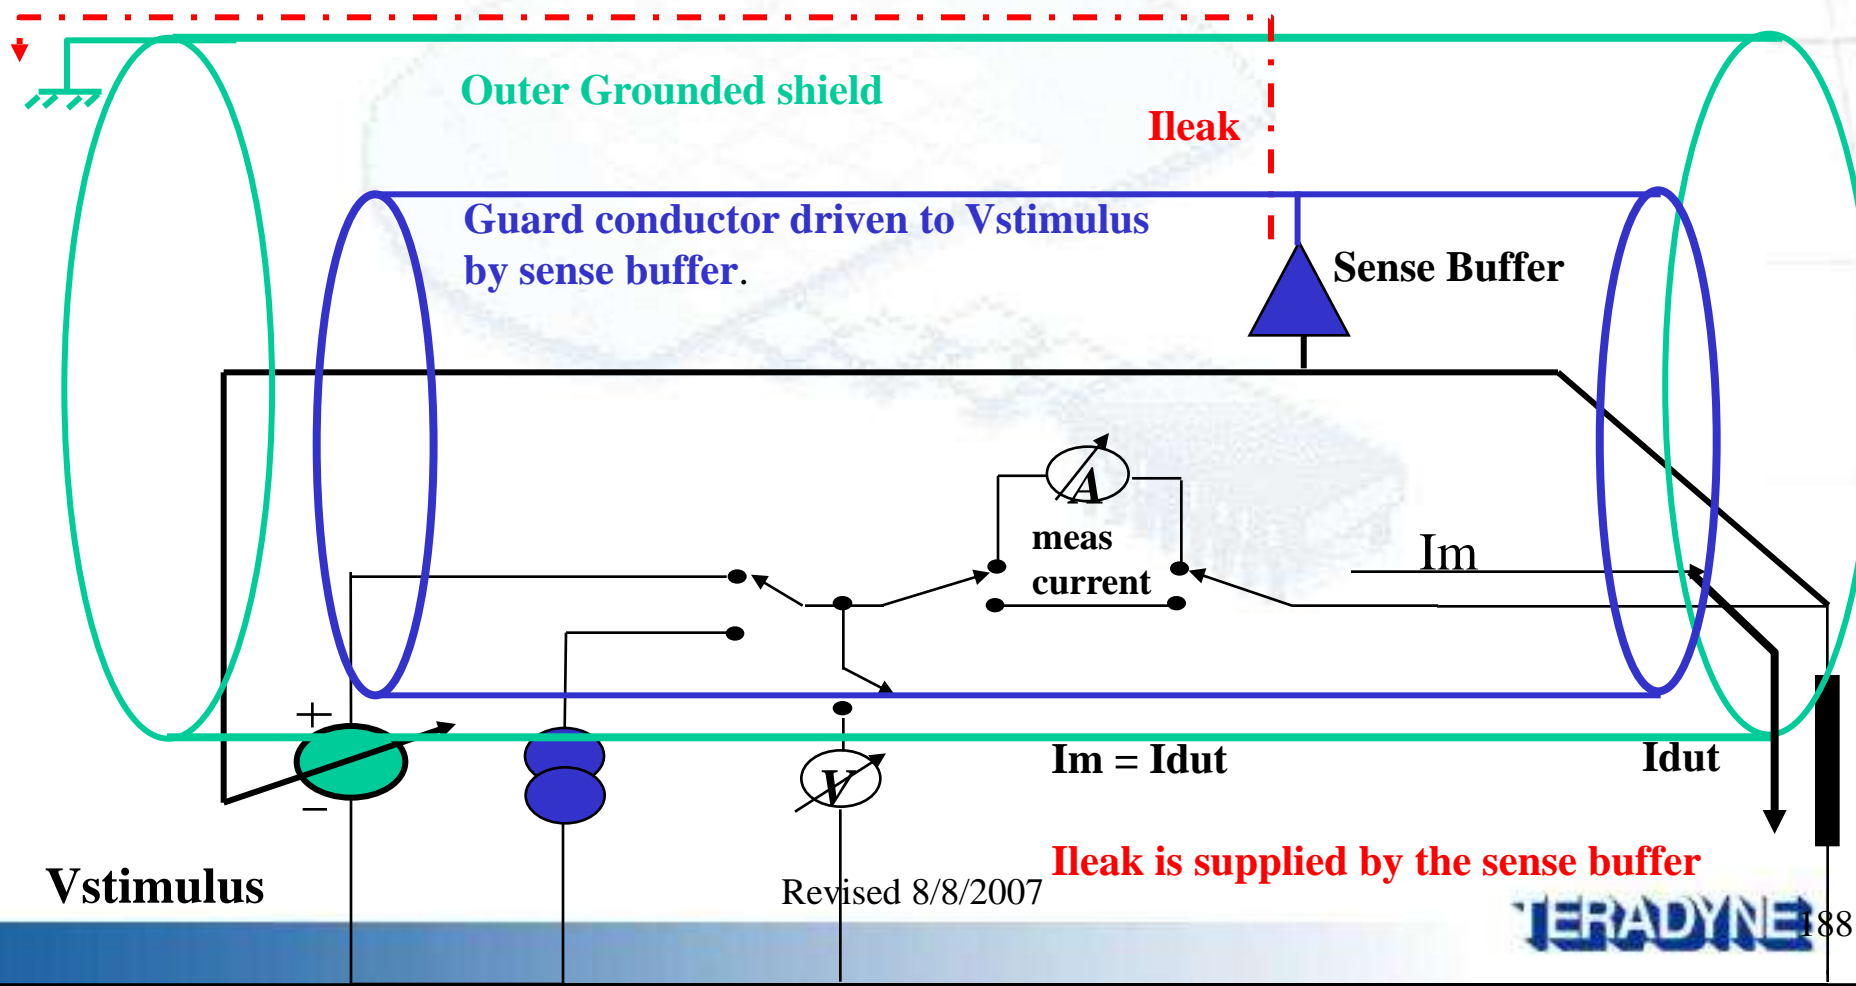 Outer Grounded shield
Ileak
Guard conductor driven to Vstimulus
by sense buffer.
Sense Buffer
A
meas
current
Im
+
−
V
Im = Idut
Idut
Ileak is supplied by the sense buffer
Vstimulus
Revised 8/8/2007
TERADYNE
188